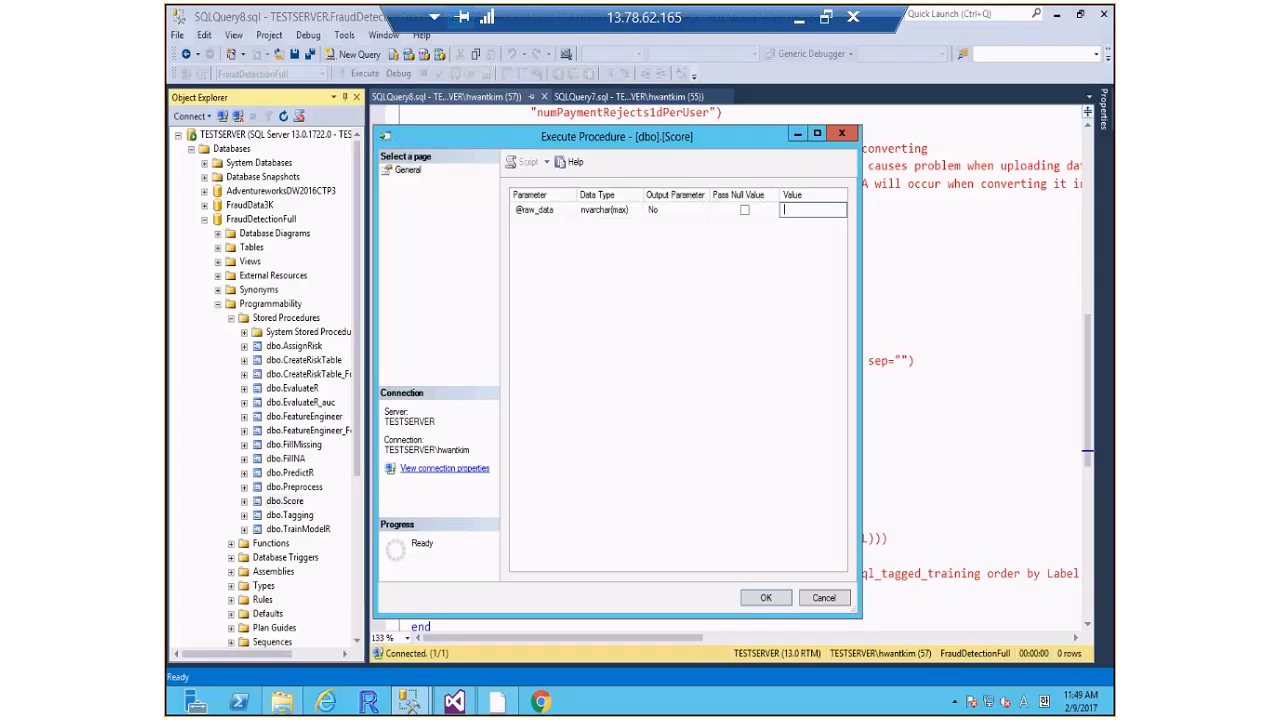 SQLQuery8.sql - TESTSERVER.FraudDetec
13.78.62.165
Quick Launch (Ctrl+Q)
File Edit View Project Debug Tools Window Help
New Query
Generic Debugger
FraudDetectionFull
Execute Debug
Object Explorer
SQLQuery8.sql - TE...VER\hwantkim (57))
SQLQuery7.sql - TE...VER\hwantkim (55))
Properties
Connect
TESTSERVER (SQL Server 13.0.1722.0 - TES
Databases
System Databases
Database Snapshots
AdventureworksDW2016CTP3
FraudData3K
FraudDetectionFull
Database Diagrams
Tables
Views
External Resources
Synonyms
Programmability
Stored Procedures
System Stored Procedu
dbo.AssignRisk
dbo.CreateRiskTable
dbo.CreateRiskTable_F
dbo.EvaluateR
dbo.EvaluateR_auc
dbo.FeatureEngineer
dbo.FeatureEngineer_F
dbo.FillMissing
dbo.FillNA
dbo.PredictR
dbo.Preprocess
dbo.Score
dbo.Tagging
dbo.TrainModelR
Functions
Database Triggers
Assemblies
Types
Rules
Defaults
Plan Guides
Sequences
"numPaymentRejects1dPerUser")
converting
causes problem when uploading da
A will occur when converting it i
sep="")
)))
ql_tagged_training order by Label
end
Execute Procedure - [dbo].[Score]
Select a page
General
Script
Help
Parameter Data Type Output Parameter Pass Null Value Value
@raw_data nvarchar(max) No
Connection
Server:
TESTSERVER
Connection:
TESTSERVER\hwantkim
View connection properties
Progress
Ready
OK
Cancel
133 %
Connected. (1/1)
TESTSERVER (13.0 RTM)
TESTSERVER\hwantkim (57)
FraudDetectionFull
00:00:00
0 rows
Ready
A
한
11:49 AM
2/9/2017